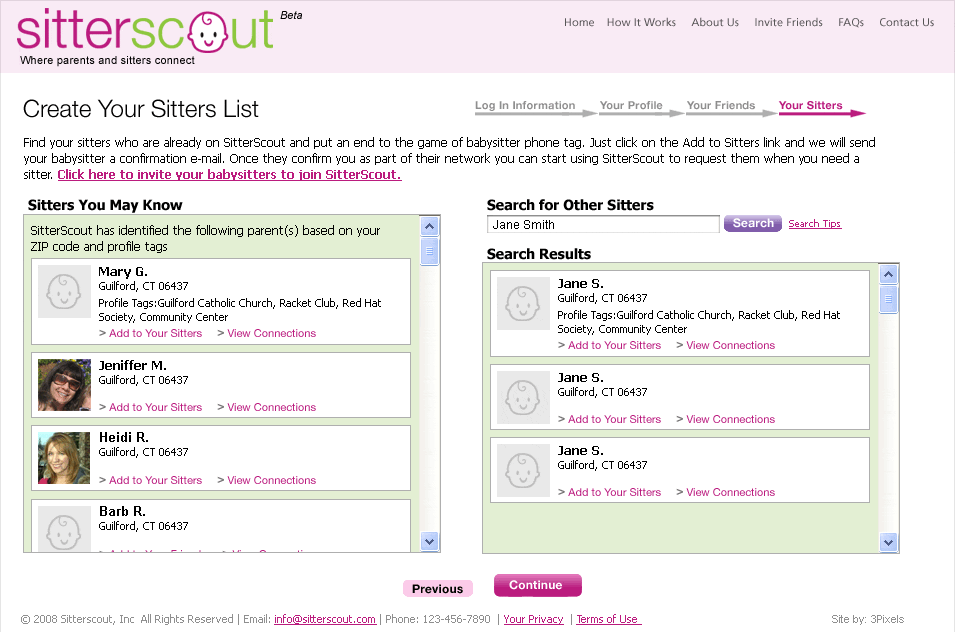 sitterscout Beta
Where parents and sitters connect
Home How It Works About Us Invite Friends FAQs Contact Us
Create Your Sitters List
Log In Information Your Profile Your Friends Your Sitters
Find your sitters who are already on SitterScout and put an end to the game of babysitter phone tag. Just click on the Add to Sitters link and we will send
your babysitter a confirmation e-mail. Once they confirm you as part of their network you can start using SitterScout to request them when you need a
sitter. Click here to invite your babysitters to join SitterScout.
Sitters You May Know
SitterScout has identified the following parent(s) based on your
ZIP code and profile tags
Mary G.
Guilford, CT 06437
Profile Tags:Guilford Catholic Church, Racket Club, Red Hat
Society, Community Center
> Add to Your Sitters > View Connections
Jeniffer M.
Guilford, CT 06437
> Add to Your Sitters > View Connections
Heidi R.
Guilford, CT 06437
> Add to Your Sitters > View Connections
Barb R.
Guilford, CT 06437
Search for Other Sitters
Jane Smith Search Search Tips
Search Results
Jane S.
Guilford, CT 06437
Profile Tags:Guilford Catholic Church, Racket Club, Red Hat
Society, Community Center
> Add to Your Sitters > View Connections
Jane S.
Guilford, CT 06437
> Add to Your Sitters > View Connections
Jane S.
Guilford, CT 06437
> Add to Your Sitters > View Connections
Previous Continue
© 2008 Sitterscout, Inc All Rights Reserved | Email: info@sitterscout.com | Phone: 123-456-7890 | Your Privacy | Terms of Use Site by: 3Pixels